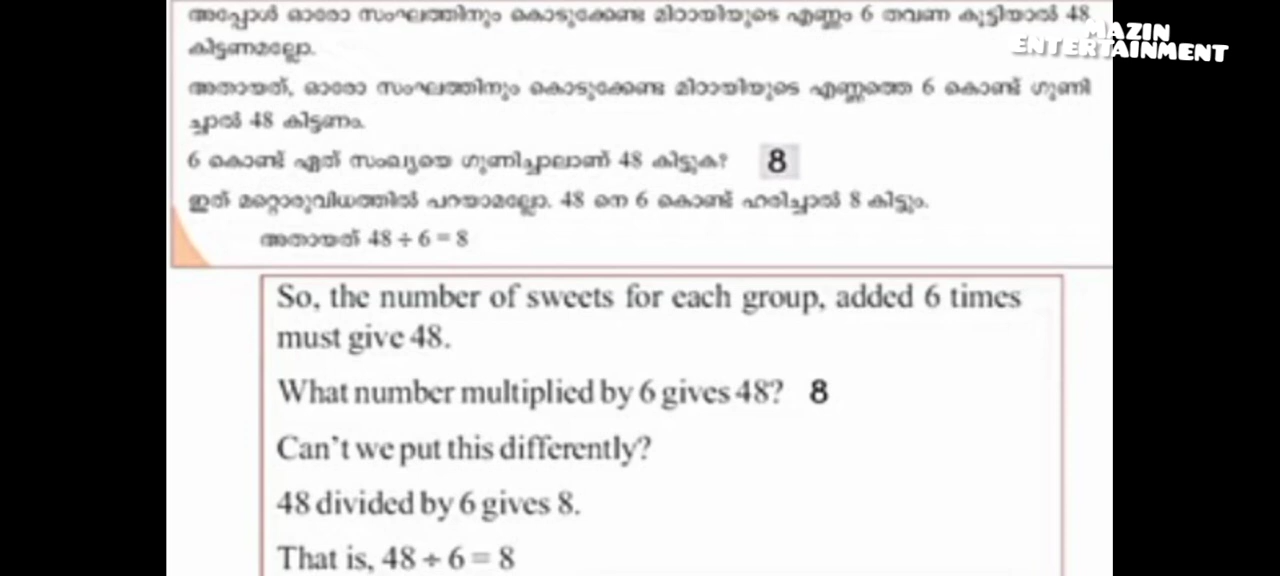 അപ്പോൾ ഓരോ സംഘത്തിനും കൊടുക്കേണ്ട മിഠായിയുടെ എണ്ണം 6 തവണ കൂട്ടിയാൽ 48
കിട്ടണമല്ലോ.
MAZIN
ENTERTAINMENT
അതായത്, ഓരോ സംഘത്തിനും കൊടുക്കേണ്ട മിഠായിയുടെ എണ്ണത്തെ 6 കൊണ്ട് ഗുണി
ച്ചാൽ 48 കിട്ടണം.
6 കൊണ്ട് ഏത് സംഖ്യയെ ഗുണിച്ചാലാണ് 48 കിട്ടുക? 8
ഇത് മറ്റൊരുവിധത്തിൽ പറയാമല്ലോ. 48 നെ 6 കൊണ്ട് ഹരിച്ചാൽ 8 കിട്ടും.
അതായത് 48 ÷ 6 = 8
So, the number of sweets for each group, added 6 times
must give 48.
What number multiplied by 6 gives 48? 8
Can't we put this differently?
48 divided by 6 gives 8.
That is, 48 ÷ 6 = 8